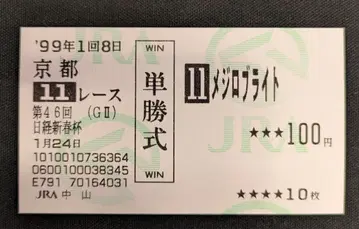 '99年1回8日
京都
11レース
第46回 (GⅡ)
日経新春杯
1月24日
1010010736364
0600100038345
E791 70164031
JRA 中山
WIN
単勝式
WIN
11 メジロブライト
★★★100円
★★★★10枚
JRA